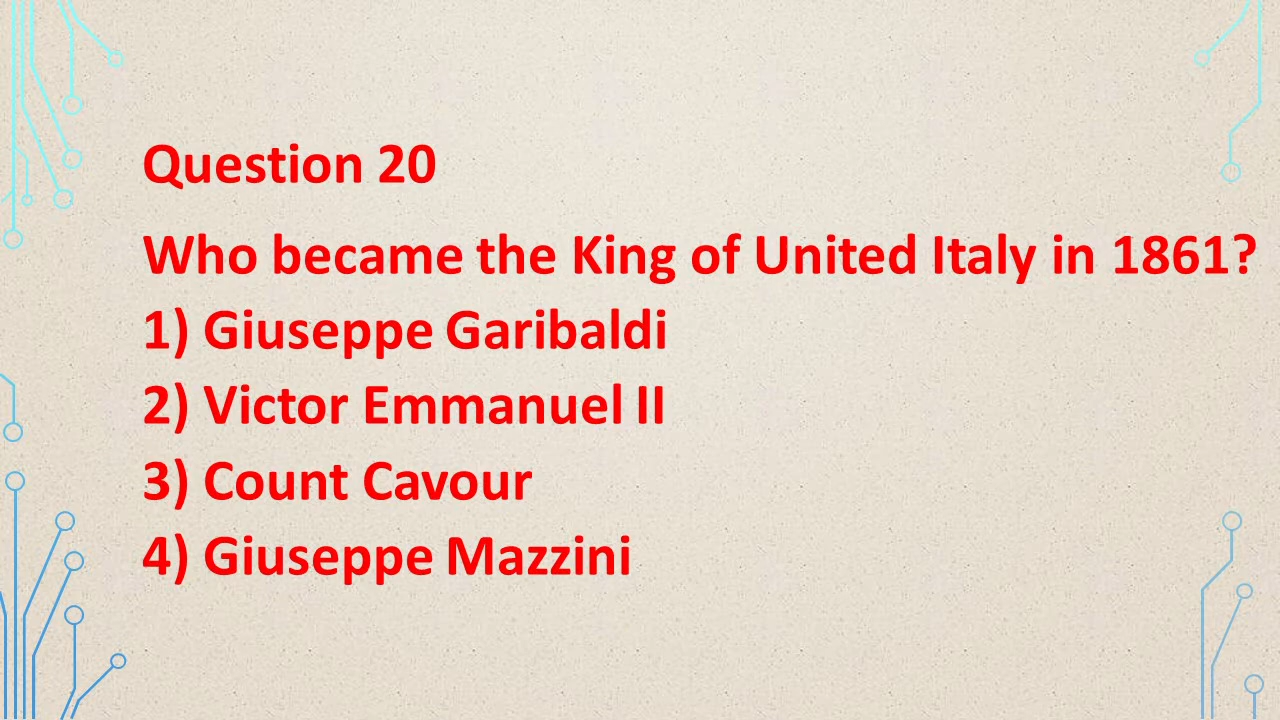 Question 20
Who became the King of United Italy in 1861?
1) Giuseppe Garibaldi
2) Victor Emmanuel II
3) Count Cavour
4) Giuseppe Mazzini